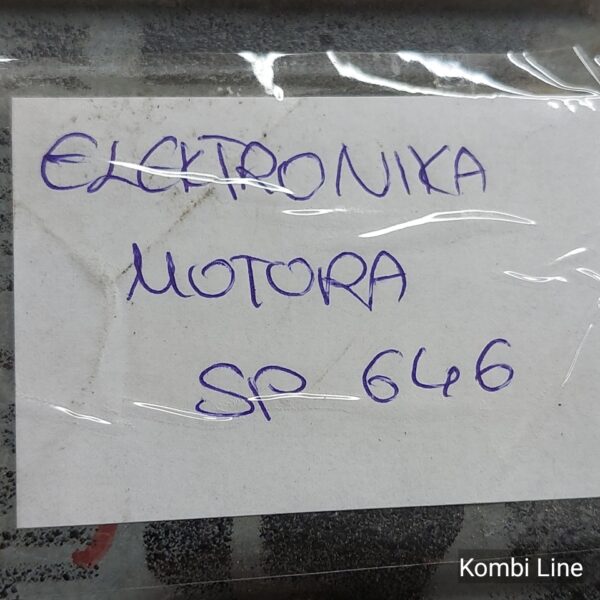 ELEKTRONIKA
MOTORA
SP 646
Kombi Line